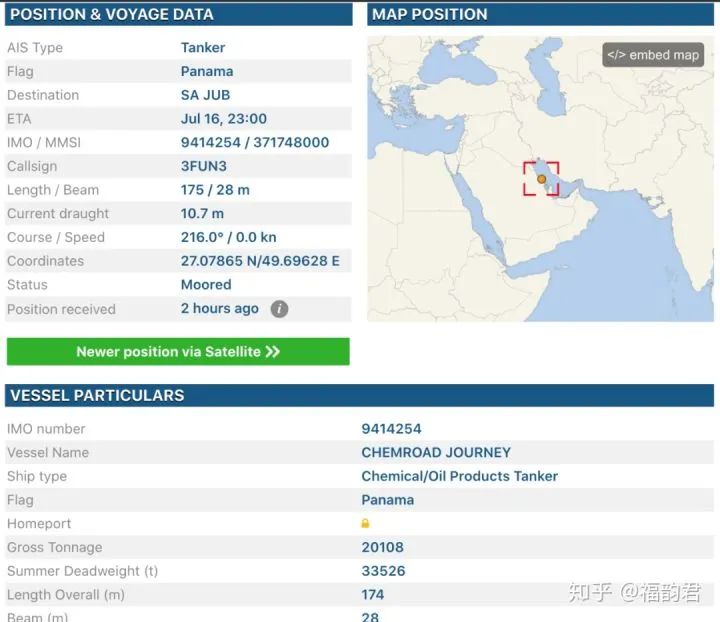 POSITION & VOYAGE DATA
AIS Type Tanker
Flag Panama
Destination SA JUB
ETA Jul 16, 23:00
IMO / MMSI 9414254 / 371748000
Callsign 3FUN3
Length / Beam 175 / 28 m
Current draught 10.7 m
Course / Speed 216.0° / 0.0 kn
Coordinates 27.07865 N/49.69628 E
Status Moored
Position received 2 hours ago i
Newer position via Satellite
MAP POSITION
</> embed map
VESSEL PARTICULARS
IMO number 9414254
Vessel Name CHEMROAD JOURNEY
Ship type Chemical/Oil Products Tanker
Flag Panama
Homeport
Gross Tonnage 20108
Summer Deadweight (t) 33526
Length Overall (m) 174
Beam (m) 28
知乎 @福韵君